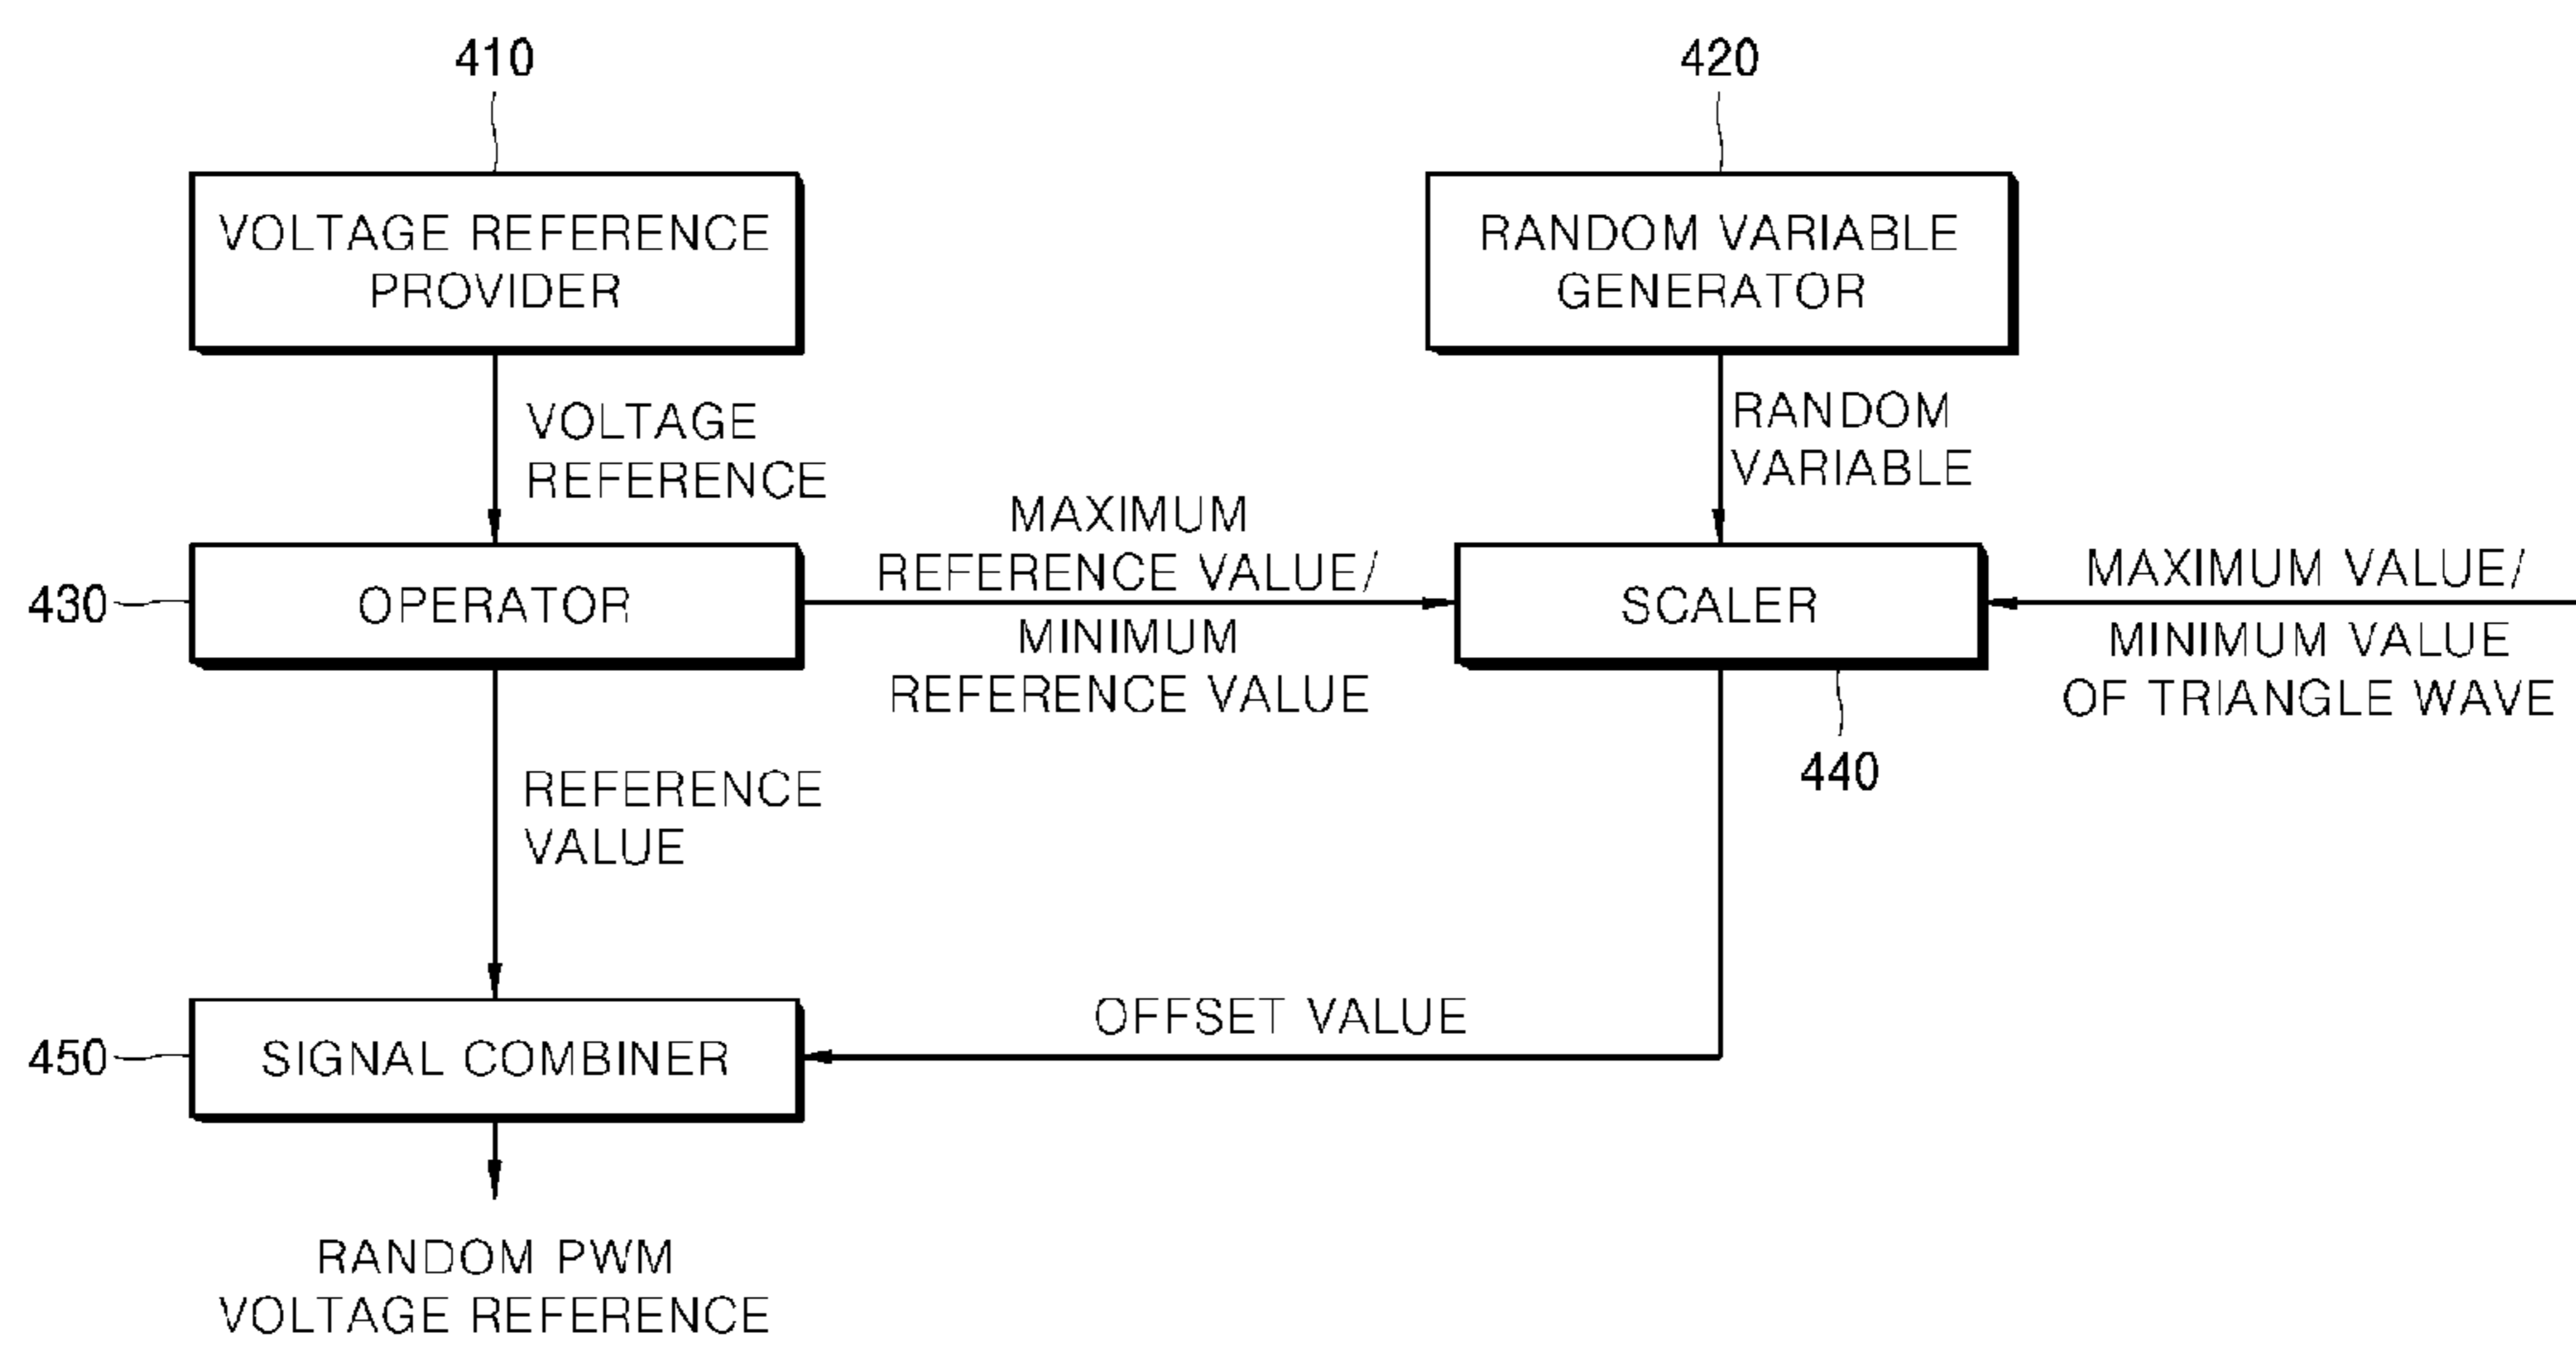 410
420
VOLTAGE REFERENCE
PROVIDER
RANDOM VARIABLE
GENERATOR
VOLTAGE
REFERENCE
RANDOM
VARIABLE
430
OPERATOR
MAXIMUM
REFERENCE VALUE/
MINIMUM
REFERENCE VALUE
SCALER
MAXIMUM VALUE/
MINIMUM VALUE
OF TRIANGLE WAVE
440
REFERENCE
VALUE
450
SIGNAL COMBINER
OFFSET VALUE
RANDOM PWM
VOLTAGE REFERENCE